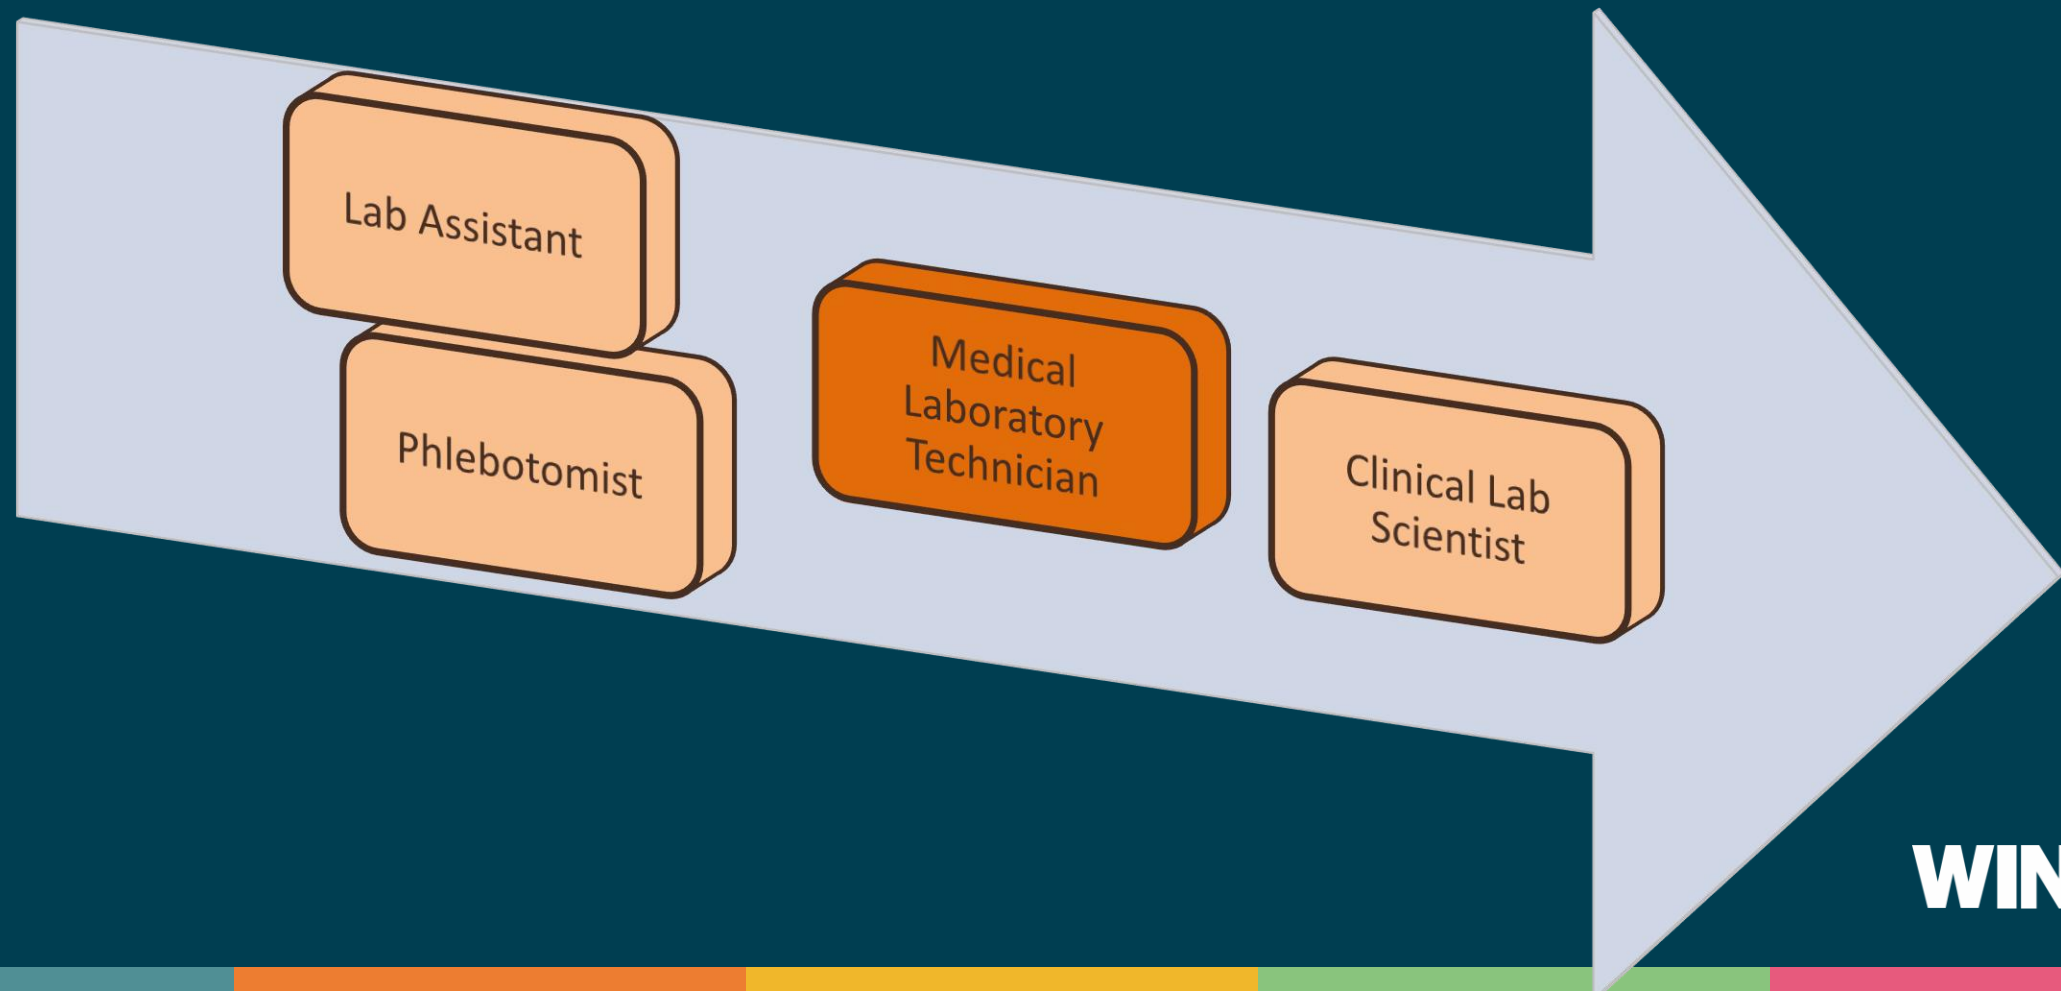 Lab Assistant
Phlebotomist
Medical
Laboratory
Technician
Clinical Lab
Scientist
WIN